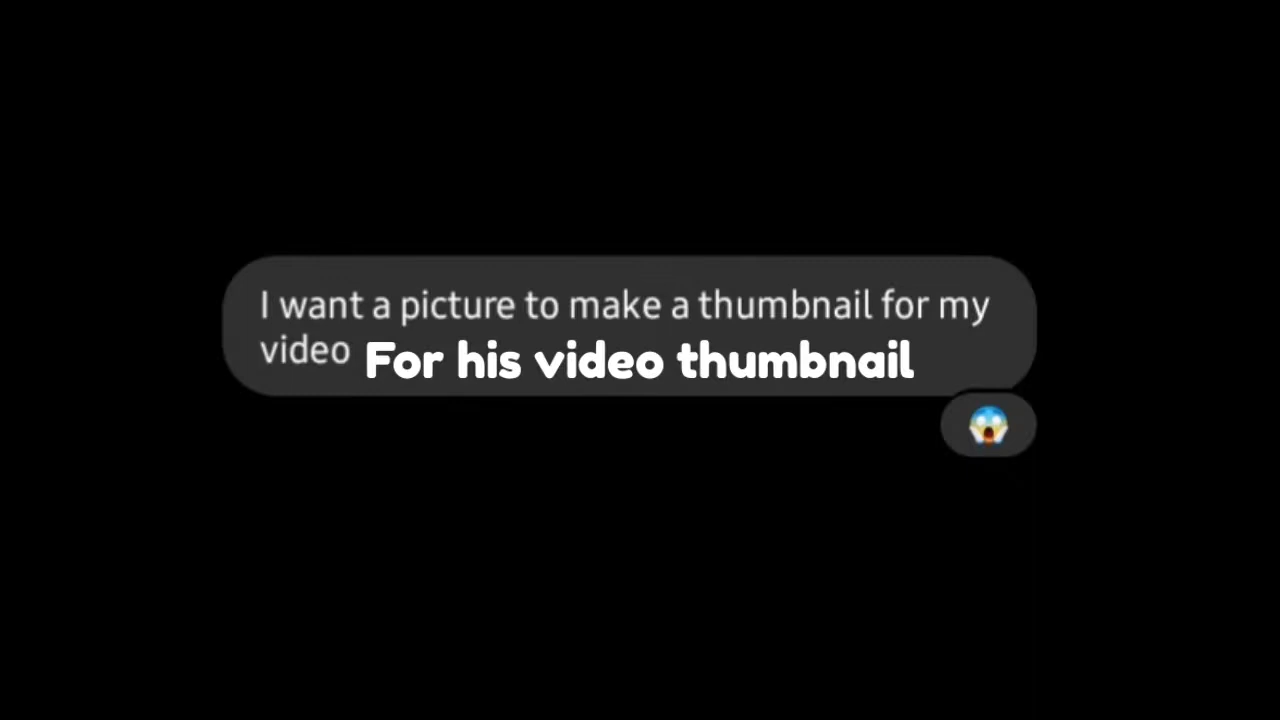 I want a picture to make a thumbnail for my
video
For his video thumbnail